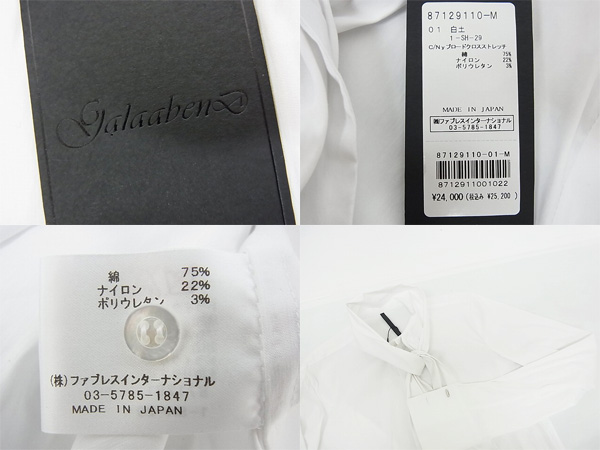 galaabenD
87129110-M
01 白土
1-SH-29
C/Nyブロードクロスストレッチ
綿 75%
ナイロン 22%
ポリウレタン 3%
MADE IN JAPAN
㈱ファブレスインターナショナル
03-5785-1847
87129110-01-M
8712911001022
¥24,000 (税込み ¥25,200)
綿 75%
ナイロン 22%
ポリウレタン 3%
(株)ファブレスインターナショナル
03-5785-1847
MADE IN JAPAN